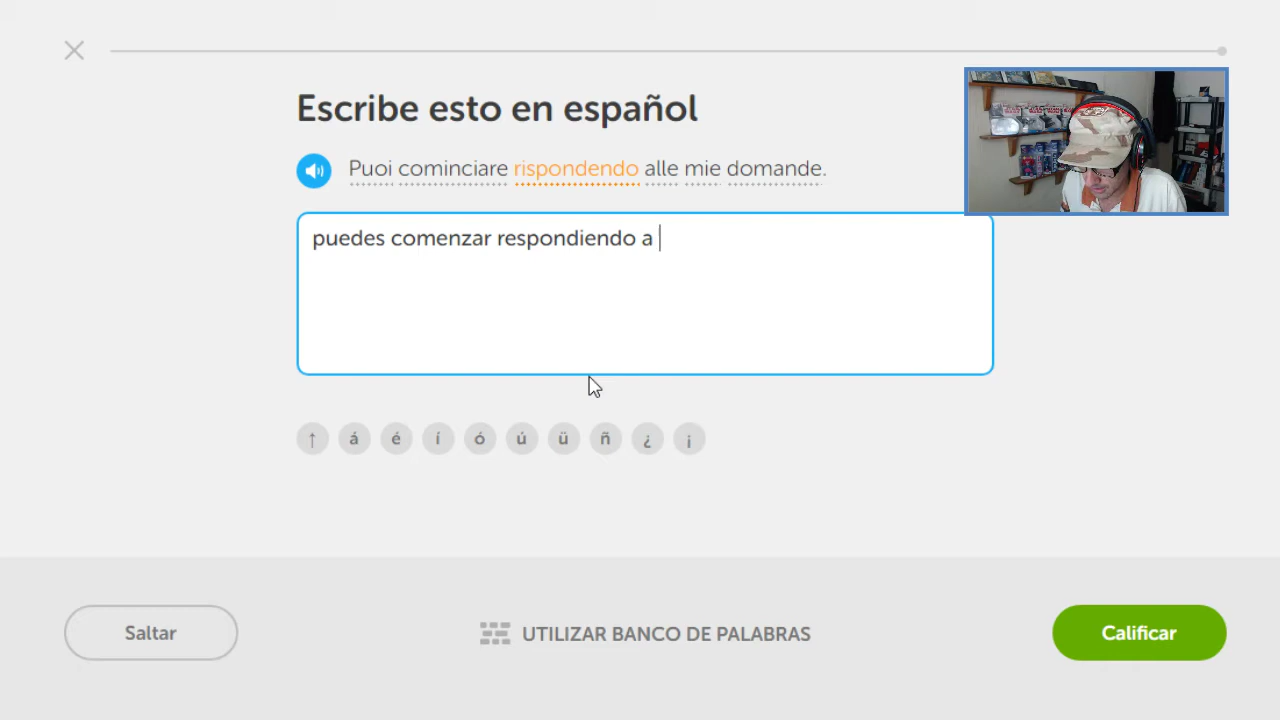 Escribe esto en español
Puoi cominciare rispondendo alle mie domande.
puedes comenzar respondiendo a
↑ á é í ó ú ü ñ ¿ ¡
Saltar
UTILIZAR BANCO DE PALABRAS
Calificar